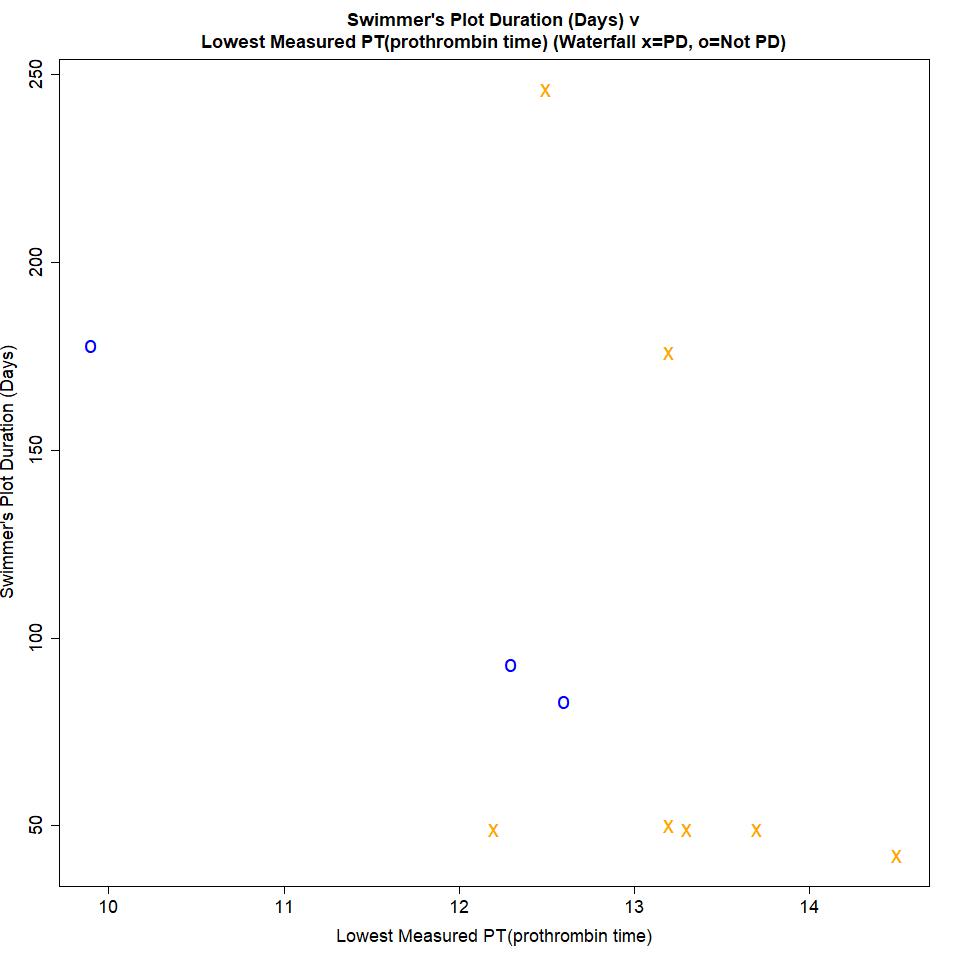 Swimmer's Plot Duration (Days) v
Lowest Measured PT(prothrombin time) (Waterfall x=PD, o=Not PD)
Swimmer's Plot Duration (Days)
250
200
150
100
50
X
O
X
O
O
X
X
X
X
X
10
11
12
13
14
Lowest Measured PT(prothrombin time)